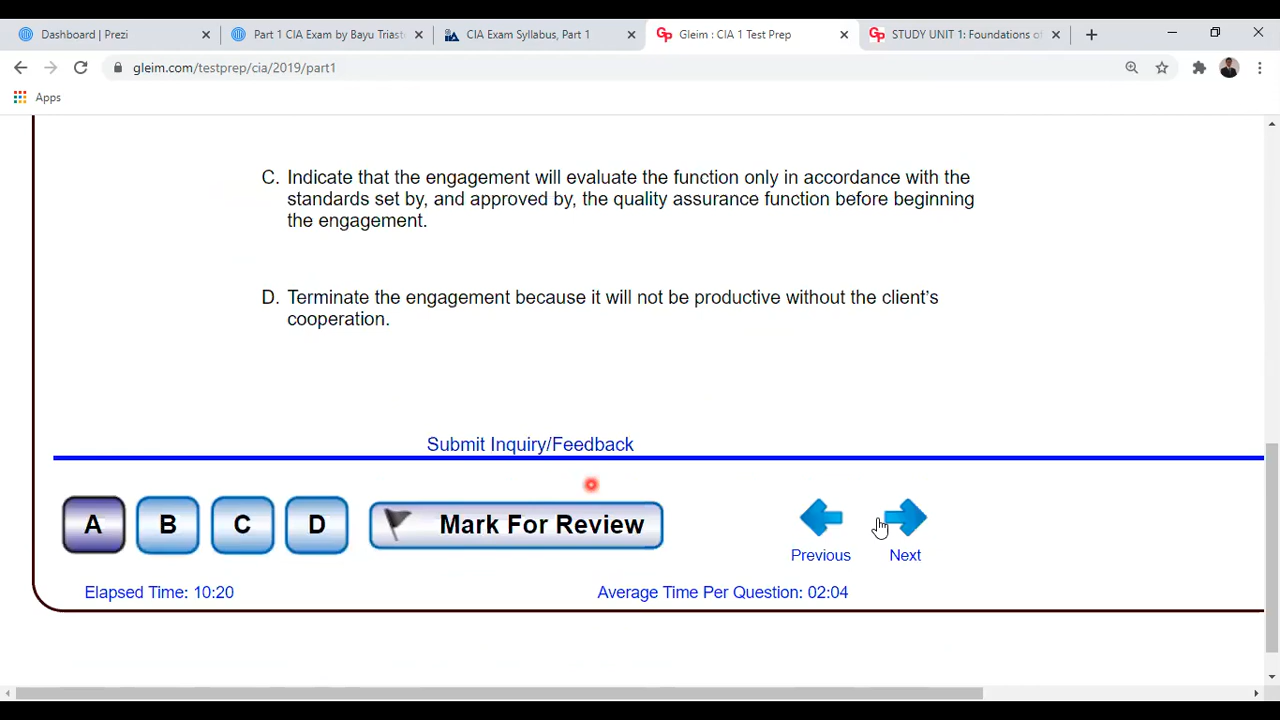 Dashboard | Prezi
Part 1 CIA Exam by Bayu TriaSt
CIA Exam Syllabus, Part 1
Gleim : CIA 1 Test Prep
STUDY UNIT 1: Foundations of
gleim.com/testprep/cia/2019/part1
Apps
C. Indicate that the engagement will evaluate the function only in accordance with the
standards set by, and approved by, the quality assurance function before beginning
the engagement.
D. Terminate the engagement because it will not be productive without the client's
cooperation.
Submit Inquiry/Feedback
A B C D Mark For Review
Previous Next
Elapsed Time: 10:20 Average Time Per Question: 02:04